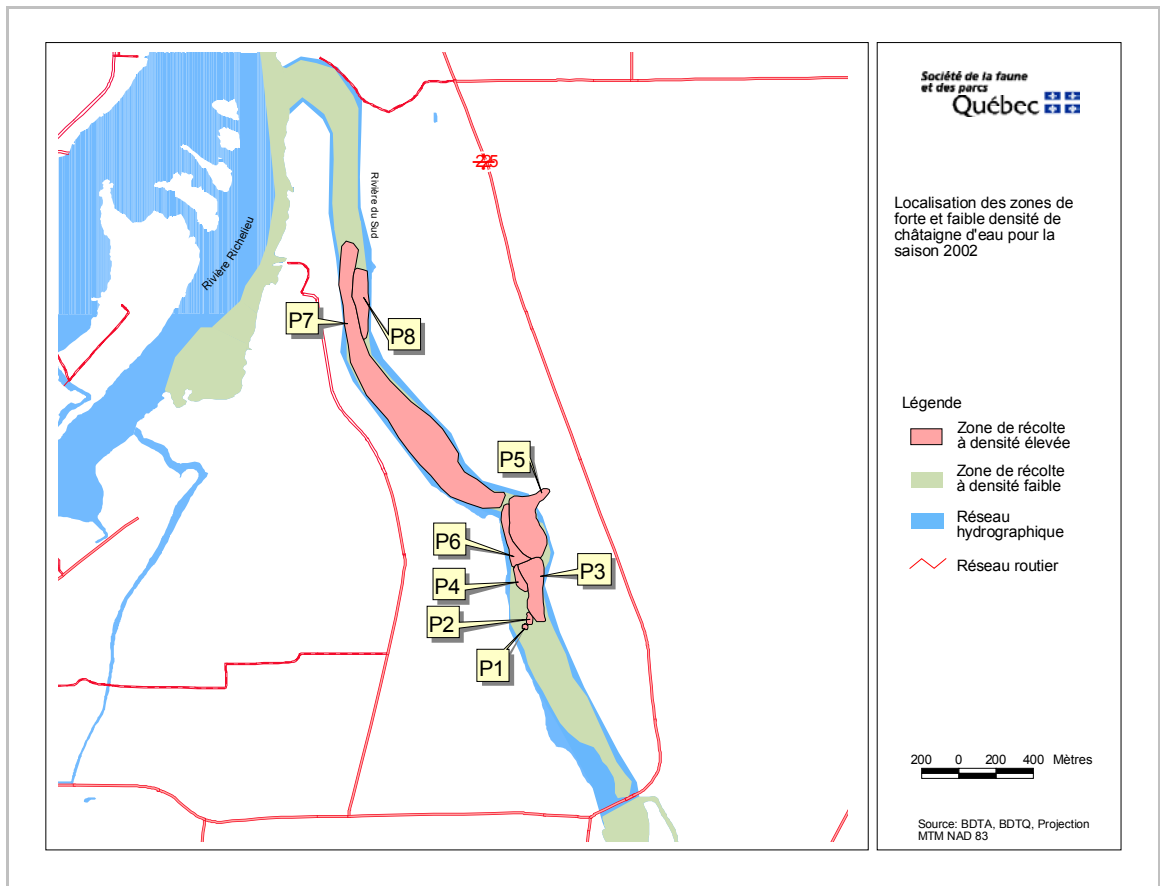 Société de la faune
et des parcs
Québec
Localisation des zones de
forte et faible densité de
châtaigne d'eau pour la
saison 2002
Légende
Zone de récolte
à densité élevée
Zone de récolte
à densité faible
Réseau
hydrographique
Réseau routier
200 0 200 400 Mètres
Source: BDTA, BDTQ, Projection
MTM NAD 83
225
Rivière du Sud
Rivière Richelieu
P7
P8
P5
P6
P3
P4
P2
P1